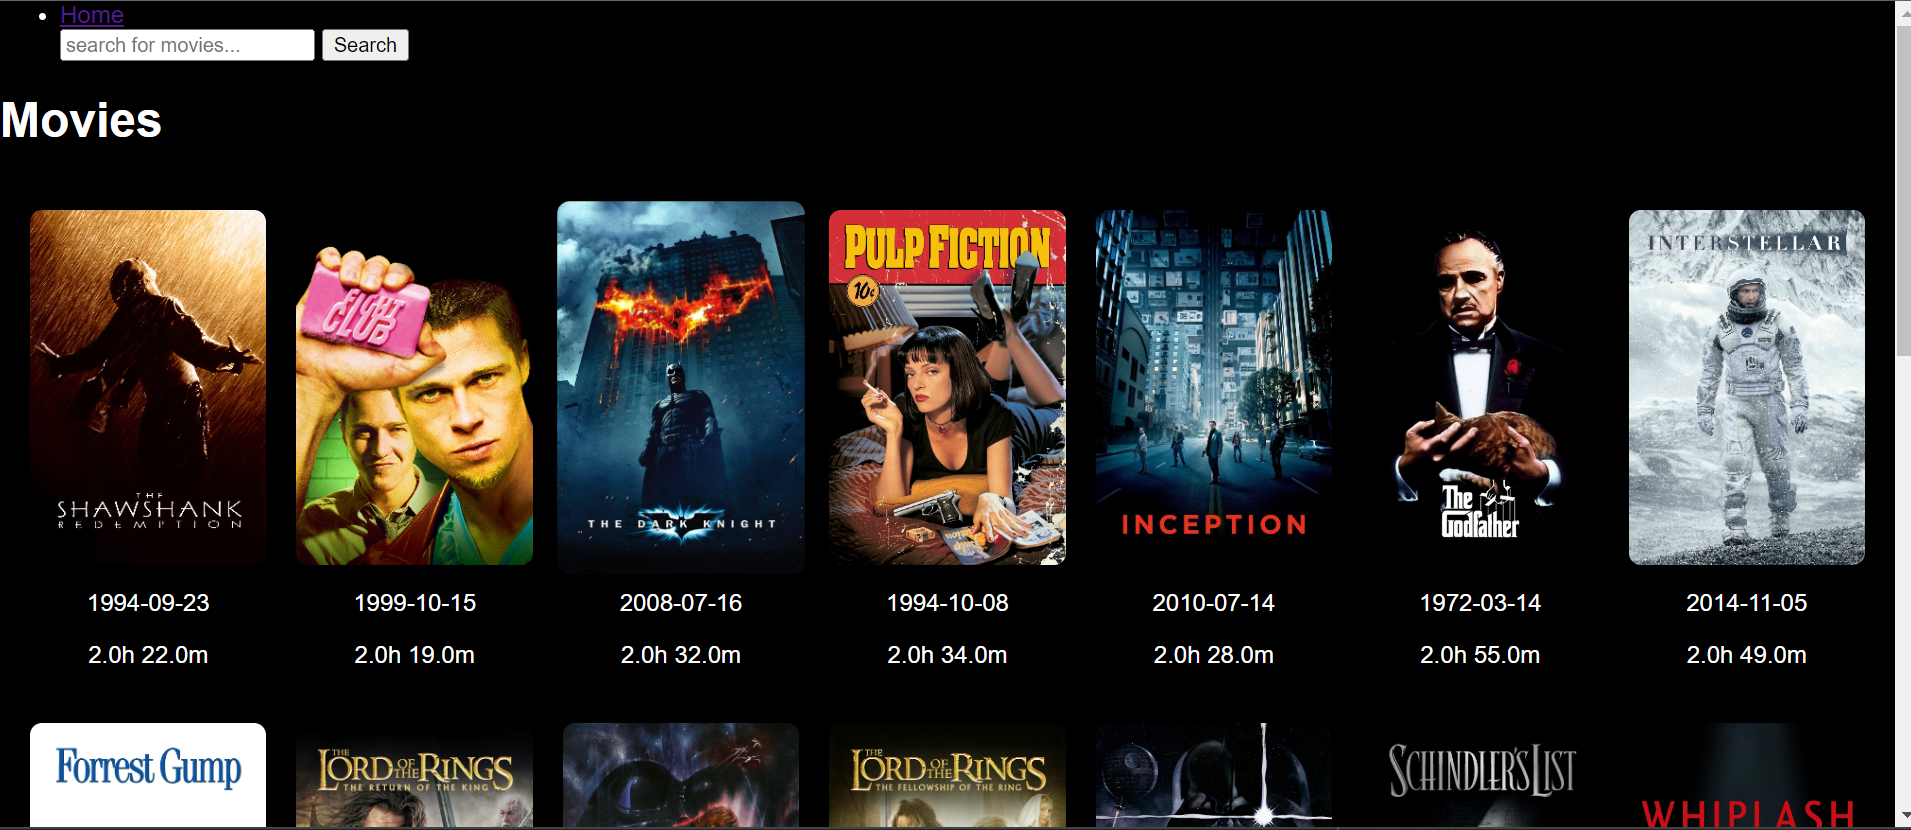 Home
search for movies...
Search
Movies
THE
SHAWSHANK
REDEMPTION
FIGHT
CLUB
THE DARK KNIGHT
PULP FICTION
10¢
INCEPTION
The
Godfather
INTERSTELLAR
1994-09-23
1999-10-15
2008-07-16
1994-10-08
2010-07-14
1972-03-14
2014-11-05
2.0h 22.0m
2.0h 19.0m
2.0h 32.0m
2.0h 34.0m
2.0h 28.0m
2.0h 55.0m
2.0h 49.0m
Forrest Gump
THE
LORD OF THE RINGS
THE RETURN OF THE KING
THE
LORD OF THE RINGS
THE FELLOWSHIP OF THE RING
SCHINDLER'S LIST
WHIPLASH